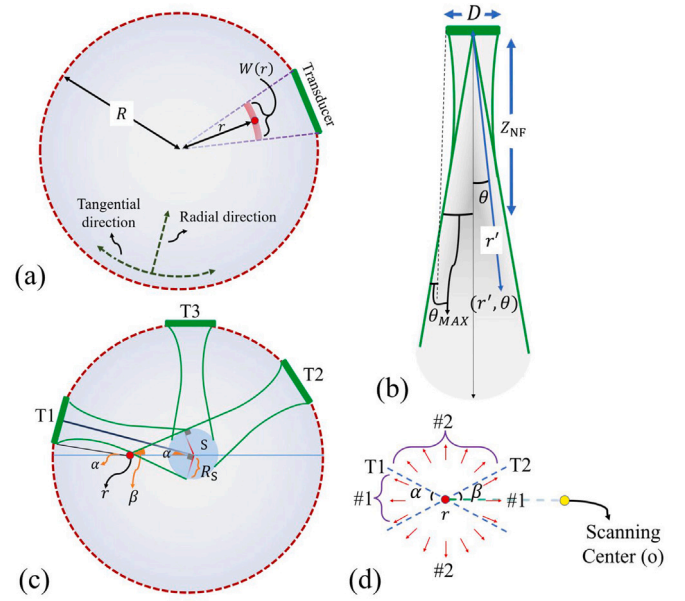 R
r
W(r)
Transducer
Tangential
direction
Radial direction
(a)
D
Z_NF
θ
r′
(r′, θ)
θ_MAX
(b)
T3
T2
T1
S
α
R_S
α
r
β
(c)
#2
T1
T2
#1
α
β
#1
r
#2
Scanning
Center (o)
(d)